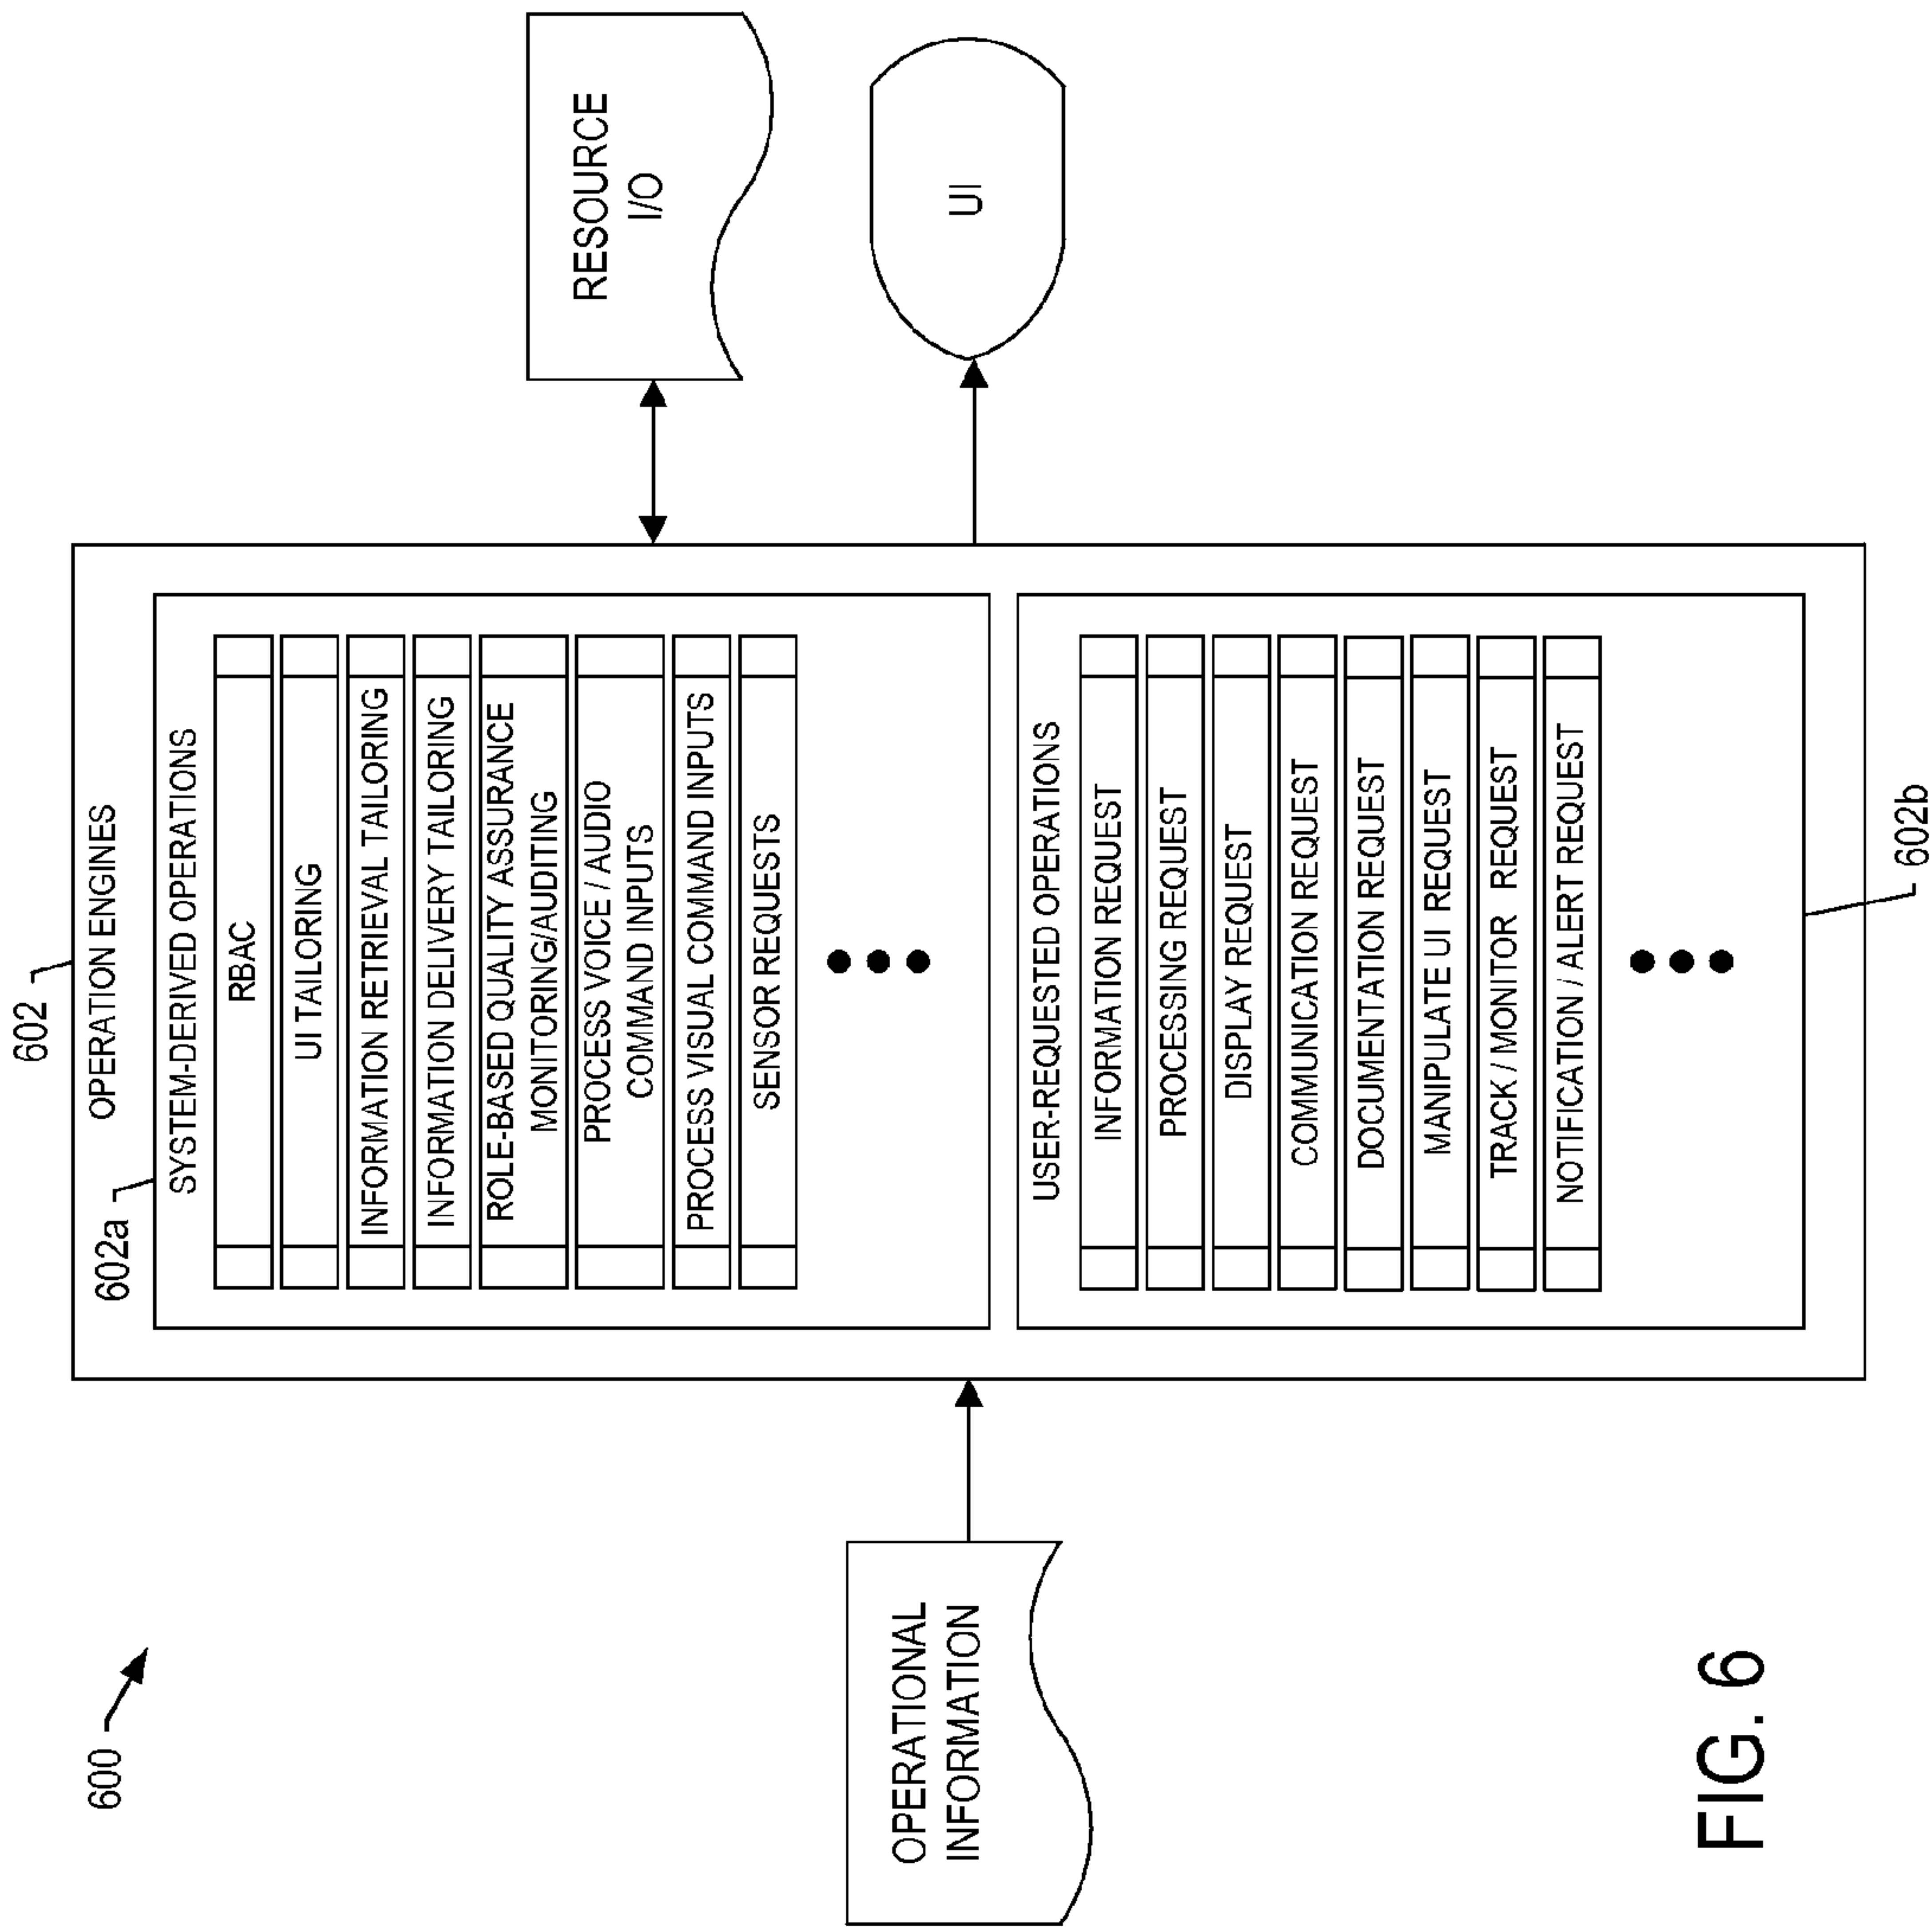 600
602
OPERATION ENGINES
602a
SYSTEM-DERIVED OPERATIONS
RBAC
UI TAILORING
INFORMATION RETRIEVAL TAILORING
INFORMATION DELIVERY TAILORING
ROLE-BASED QUALITY ASSURANCE
MONITORING/AUDITING
PROCESS VOICE / AUDIO
COMMAND INPUTS
PROCESS VISUAL COMMAND INPUTS
SENSOR REQUESTS
USER-REQUESTED OPERATIONS
INFORMATION REQUEST
PROCESSING REQUEST
DISPLAY REQUEST
COMMUNICATION REQUEST
DOCUMENTATION REQUEST
MANIPULATE UI REQUEST
TRACK / MONITOR REQUEST
NOTIFICATION / ALERT REQUEST
602b
OPERATIONAL
INFORMATION
RESOURCE
I/O
UI
FIG. 6